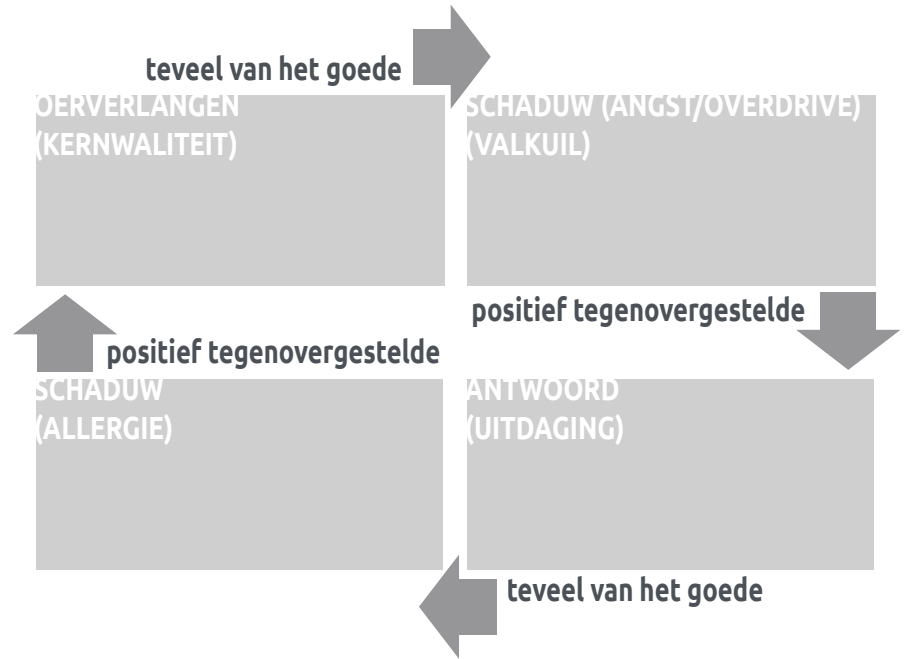 teveel van het goede
OERVERLANGEN
(KERNWALITEIT)
SCHADUW (ANGST/OVERDRIVE)
(VALKUIL)
positief tegenovergestelde
positief tegenovergestelde
SCHADUW
(ALLERGIE)
ANTWOORD
(UITDAGING)
teveel van het goede